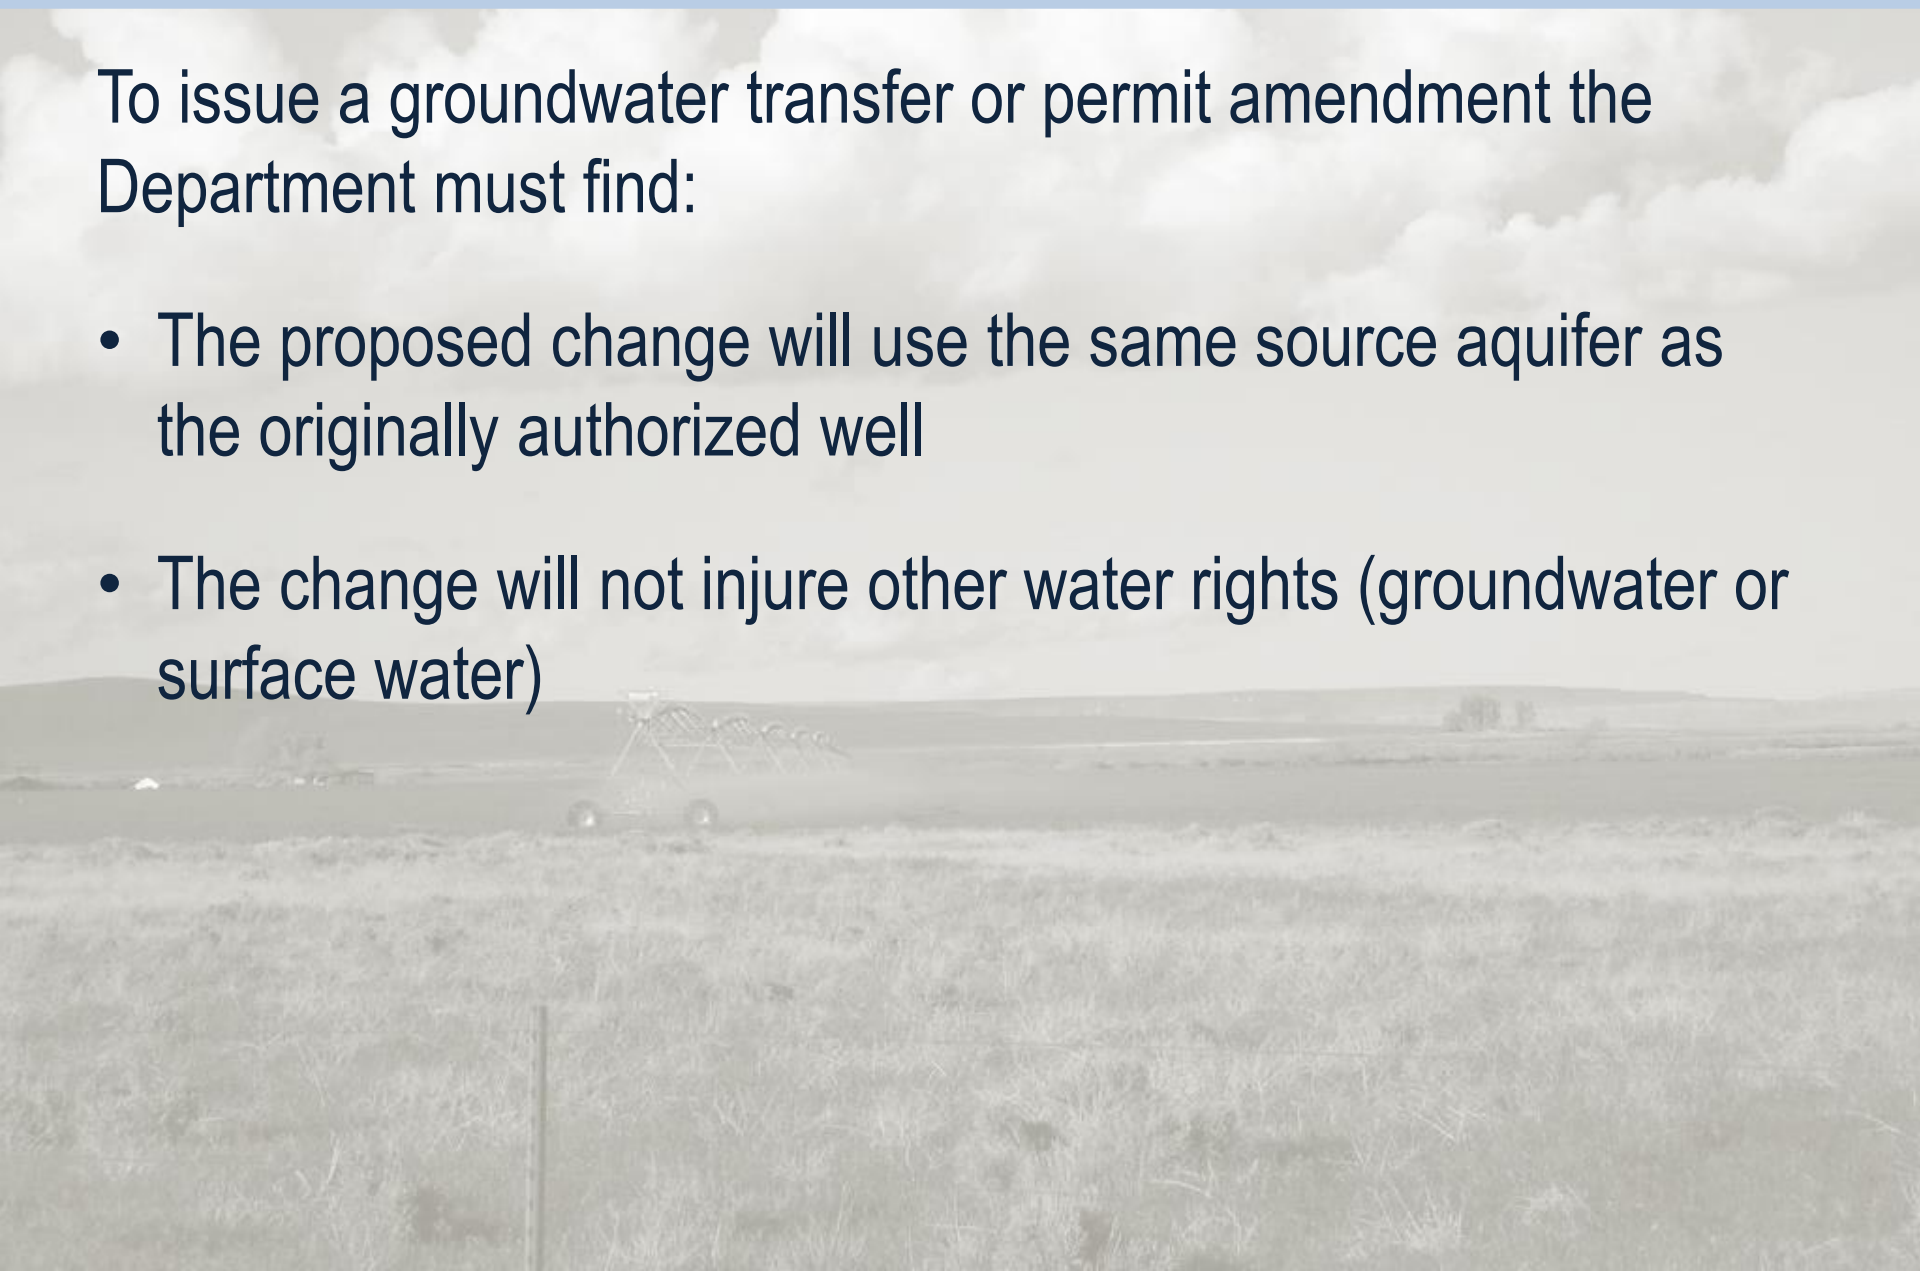 To issue a groundwater transfer or permit amendment the
Department must find:
• The proposed change will use the same source aquifer as
the originally authorized well
• The change will not injure other water rights (groundwater or
surface water)